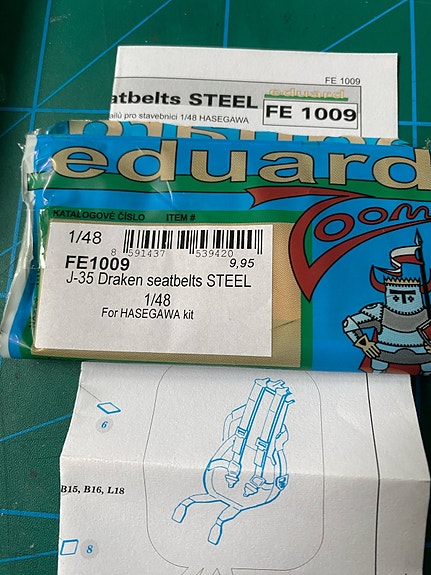 FE 1009
atbelts STEEL eduard
FE 1009
ailů pro stavebnici 1/48 HASEGAWA
eduard
Zoom
KATALOGOVÉ ČÍSLO ITEM #
1/48
8 591437 539420
FE1009 9,95
J-35 Draken seatbelts STEEL
1/48
For HASEGAWA kit
6
B15, B16, L18
8